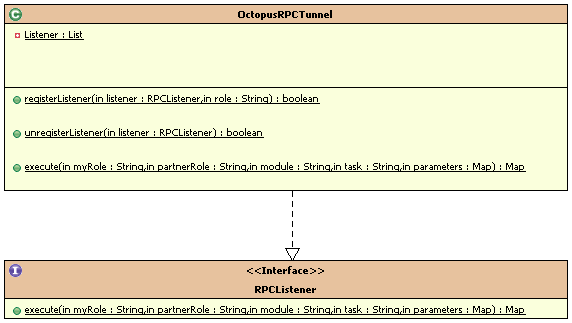 C OctopusRPCTunnel
Listener : List
registerListener(in listener : RPCListener,in role : String) : boolean
unregisterListener(in listener : RPCListener) : boolean
execute(in myRole : String,in partnerRole : String,in module : String,in task : String,in parameters : Map) : Map
I <<Interface>>
RPCListener
execute(in myRole : String,in partnerRole : String,in module : String,in task : String,in parameters : Map) : Map